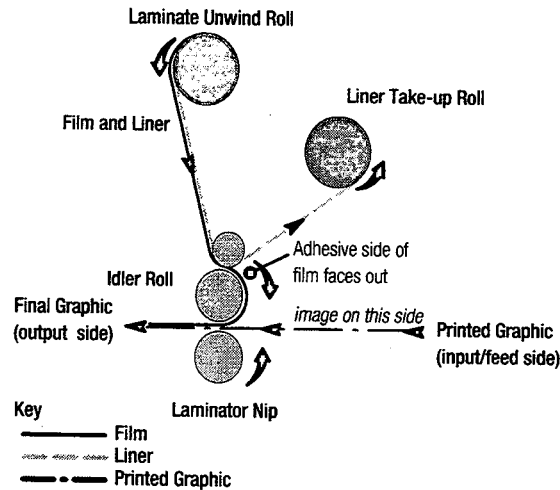 Laminate Unwind Roll
Liner Take-up Roll
Film and Liner
Adhesive side of
film faces out
Idler Roll
Final Graphic
(output side)
image on this side
Printed Graphic
(input/feed side)
Laminator Nip
Key
Film
Liner
Printed Graphic